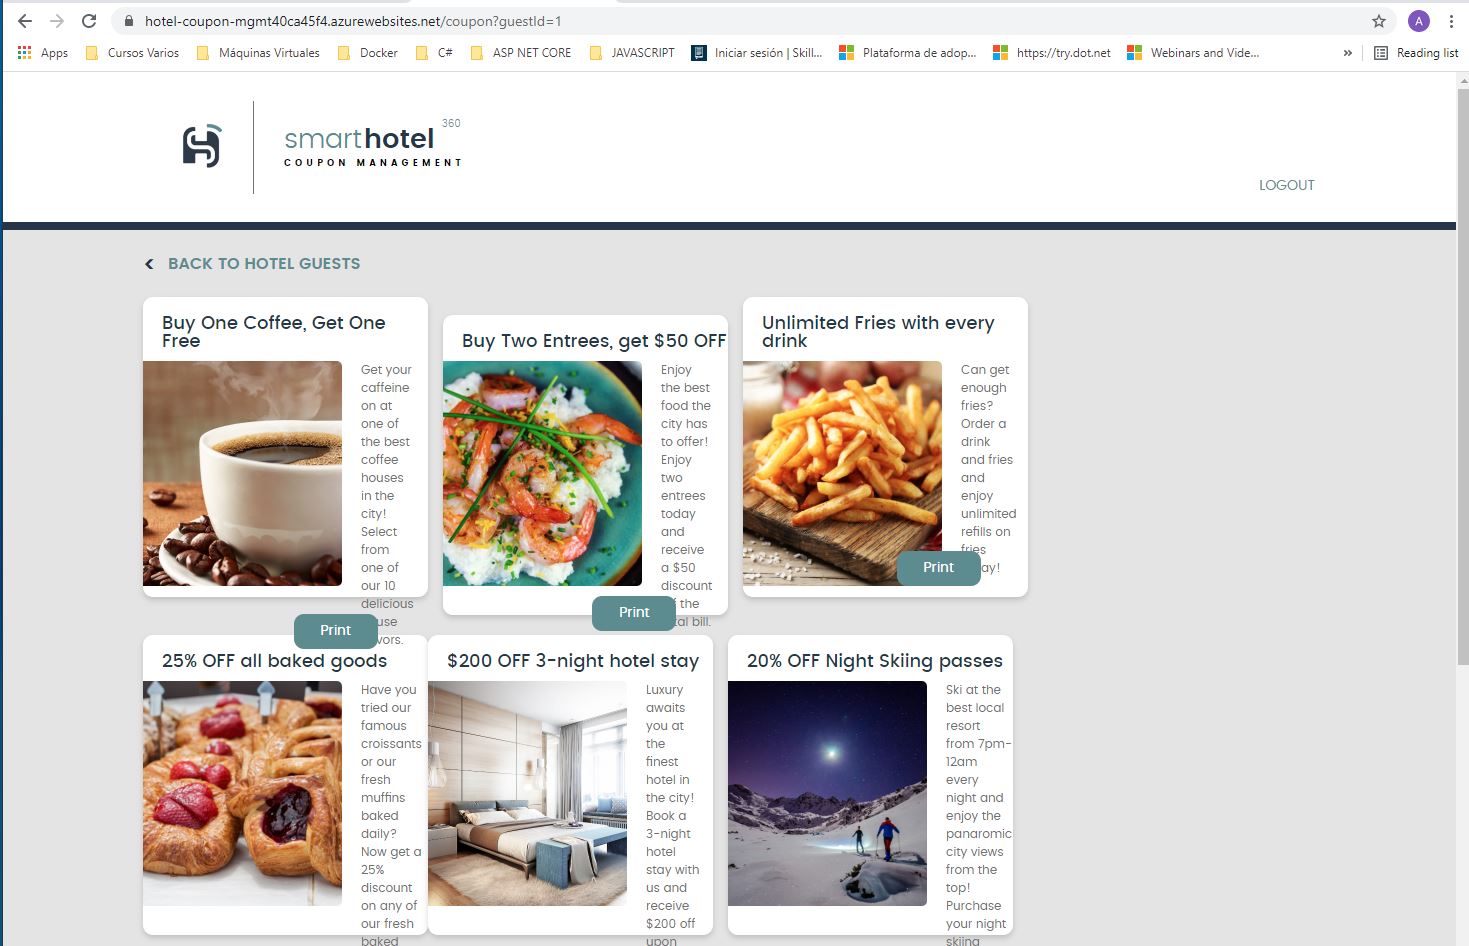 hotel-coupon-mgmt40ca45f4.azurewebsites.net/coupon?guestId=1
A
Apps Cursos Varios Máquinas Virtuales Docker C# ASP NET CORE JAVASCRIPT Iniciar sesión | Skill... Plataforma de adop... https://try.dot.net Webinars and Vide... » Reading list
smarthotel 360
COUPON MANAGEMENT
LOGOUT
BACK TO HOTEL GUESTS
Buy One Coffee, Get One
Free
Get your
caffeine
on at
one of
the best
coffee
houses
in the
city!
Select
from
one of
our 10
delicious
Print
Buy Two Entrees, get $50 OFF
Enjoy
the best
food the
city has
to offer!
Enjoy
two
entrees
today
and
receive
a $50
discount
the
bill.
Print
Unlimited Fries with every
drink
Can get
enough
fries?
Order a
drink
and fries
and
enjoy
unlimited
refills on
fries
Print
25% OFF all baked goods
Have you
tried our
famous
croissants
or our
fresh
muffins
baked
daily?
Now get a
25%
discount
on any of
our fresh
baked
$200 OFF 3-night hotel stay
Luxury
awaits
you at
the
finest
hotel in
the city!
Book a
3-night
hotel
stay with
us and
receive
$200 off
upon
20% OFF Night Skiing passes
Ski at the
best local
resort
from 7pm-
12am
every
night and
enjoy the
panaromic
city views
from the
top!
Purchase
your night
skiing